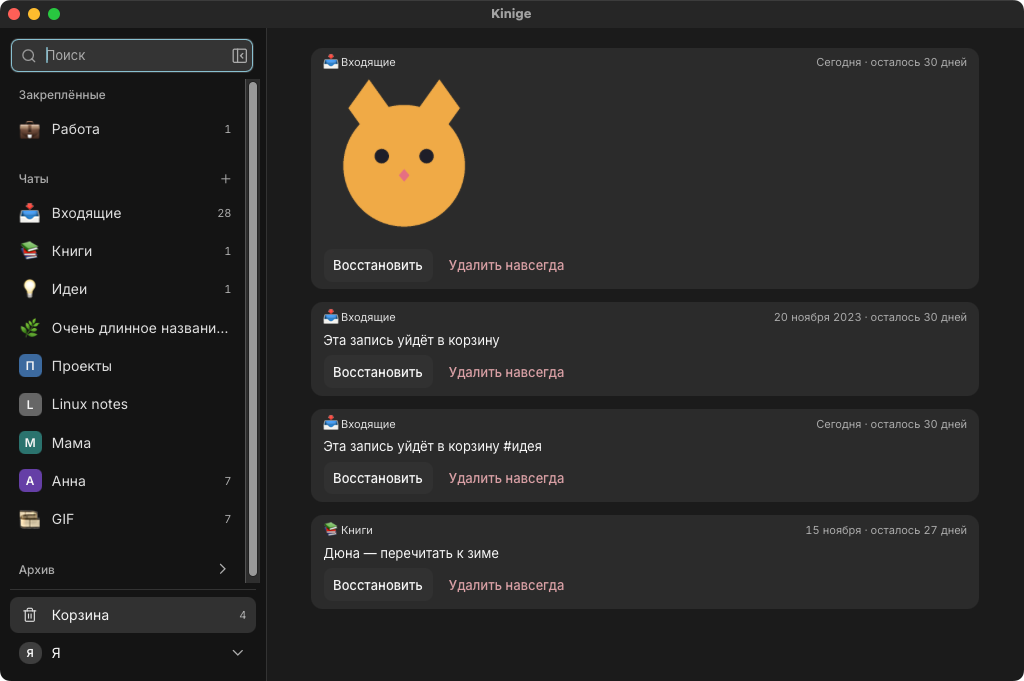 Kinige
Поиск
Закреплённые
Работа 1
Чаты +
Входящие 28
Книги 1
Идеи 1
Очень длинное названи...
П Проекты
L Linux notes
М Мама
А Анна 7
GIF 7
Архив
Корзина 4
Я Я
Входящие Сегодня · осталось 30 дней
Восстановить Удалить навсегда
Входящие 20 ноября 2023 · осталось 30 дней
Эта запись уйдёт в корзину
Восстановить Удалить навсегда
Входящие Сегодня · осталось 30 дней
Эта запись уйдёт в корзину #идея
Восстановить Удалить навсегда
Книги 15 ноября · осталось 27 дней
Дюна — перечитать к зиме
Восстановить Удалить навсегда